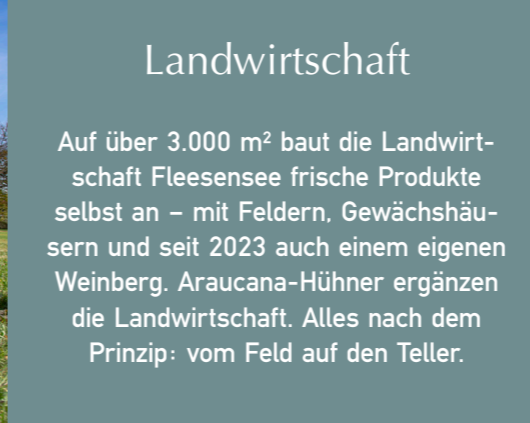 Landwirtschaft
Auf über 3.000 m² baut die Landwirt-
schaft Fleesensee frische Produkte
selbst an – mit Feldern, Gewächshäu-
sern und seit 2023 auch einem eigenen
Weinberg. Araucana-Hühner ergänzen
die Landwirtschaft. Alles nach dem
Prinzip: vom Feld auf den Teller.